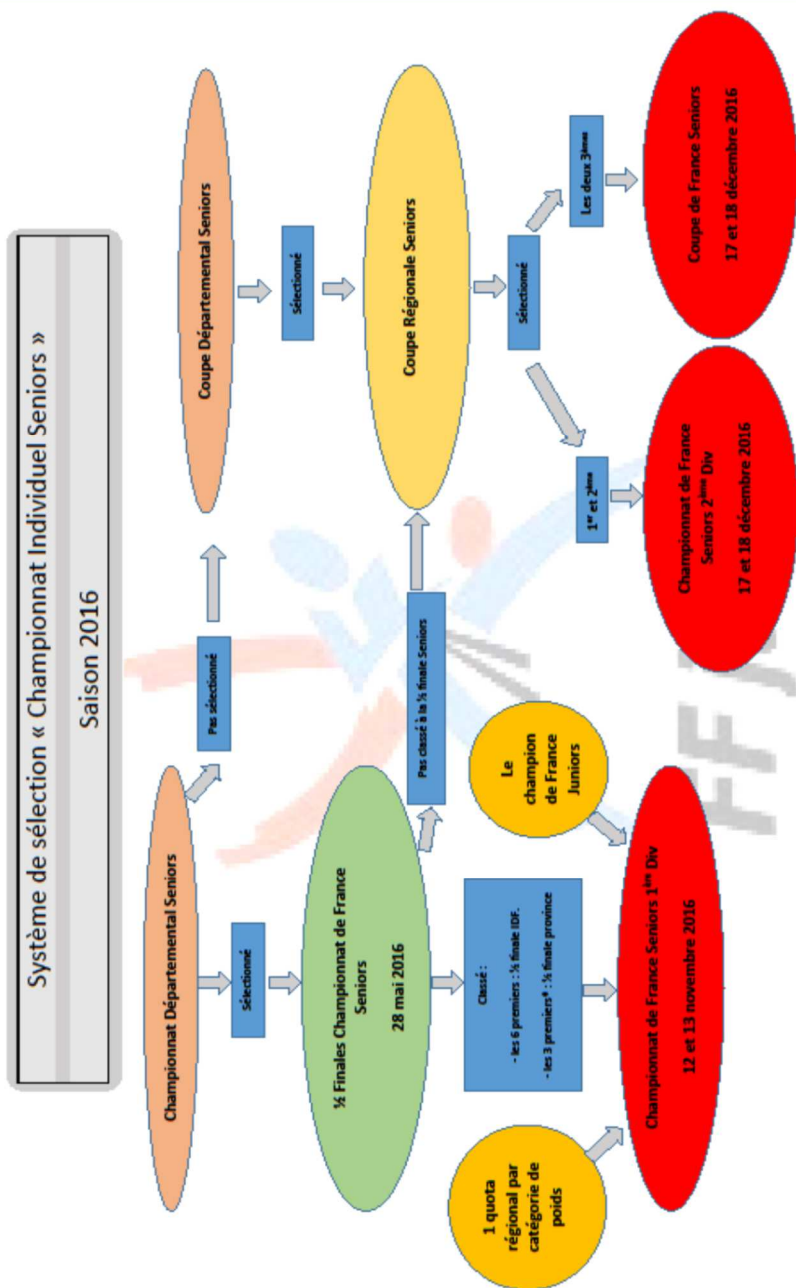 Système de sélection « Championnat Individuel Seniors »
Saison 2016
Championnat Départemental Seniors
Pas sélectionné
Coupe Départemental Seniors
Sélectionné
Sélectionné
½ Finales Championnat de France
Seniors
28 mai 2016
Pas classé à la ½ finale Seniors
Coupe Régionale Seniors
Classé :
- les 6 premiers : ½ finale IDF.
- les 3 premiers* : ½ finale province
Sélectionné
1 quota
régional par
catégorie de
poids
Le
champion
de France
Juniors
1er et 2ème
Les deux 3èmes
Championnat de France Seniors 1ère Div
12 et 13 novembre 2016
Championnat de France
Seniors 2ème Div
17 et 18 décembre 2016
Coupe de France Seniors
17 et 18 décembre 2016